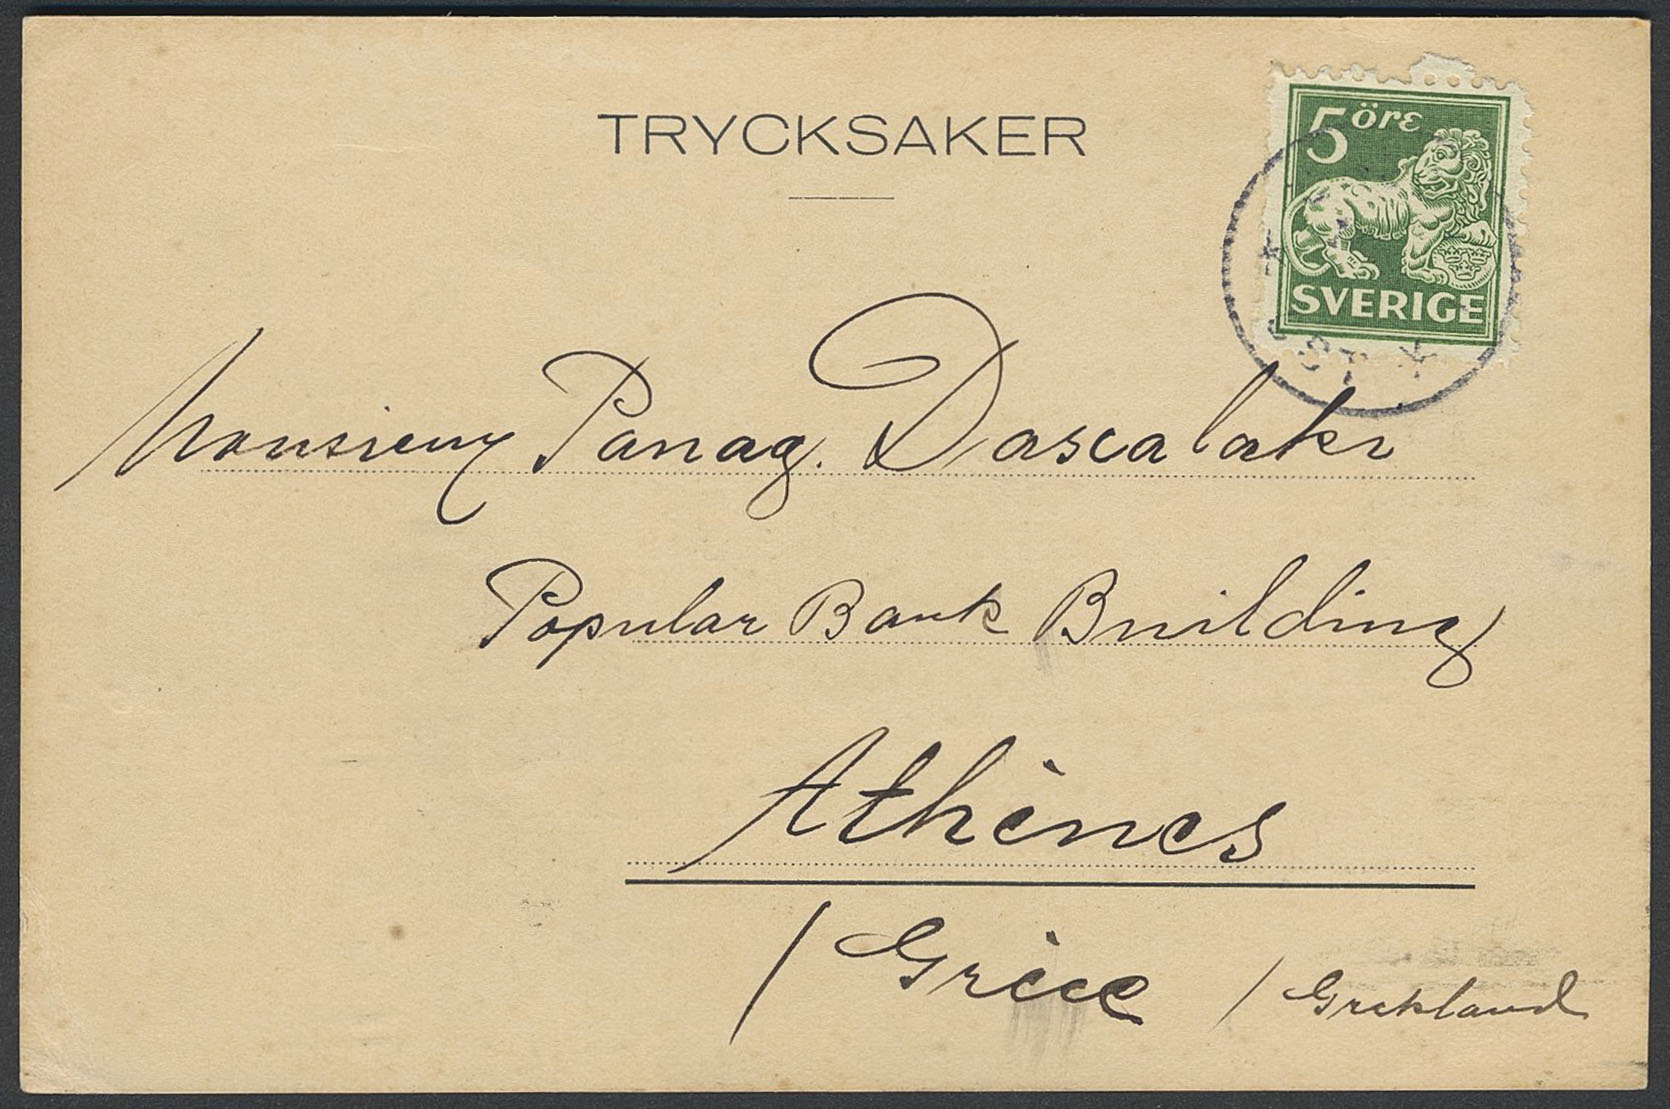 TRYCKSAKER
5 öre
SVERIGE
Monsieur Panag. Dascalaki
Popular Bank Building
Athènes
/ Grèce / Grekland